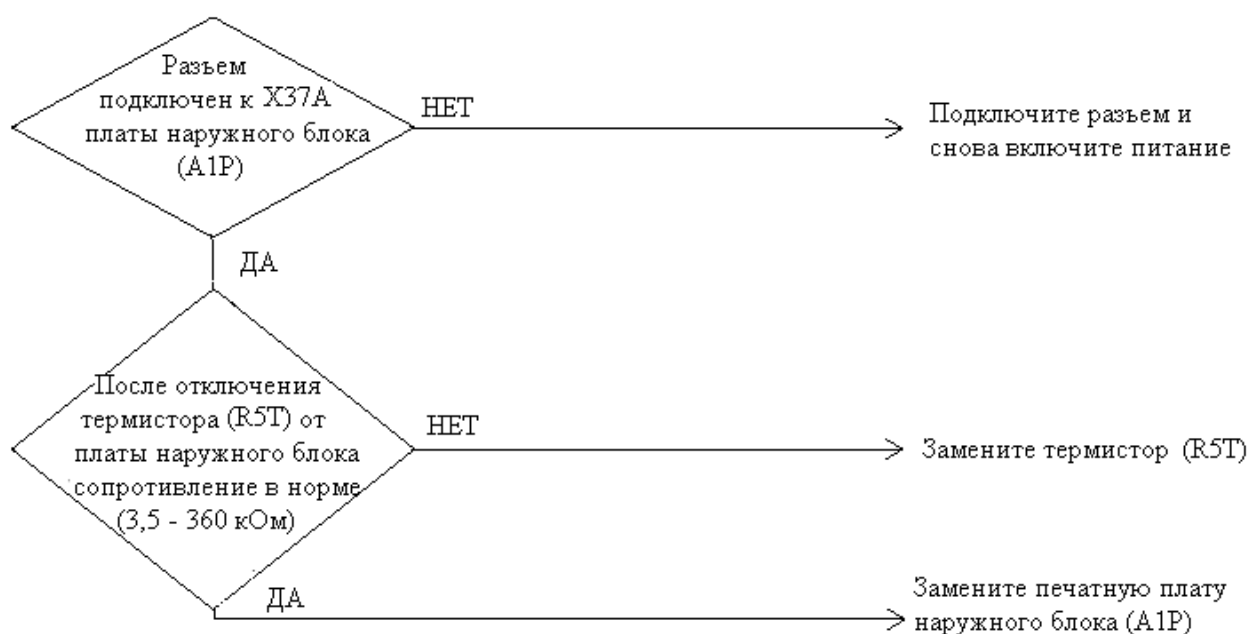 Разъем
подключен к X37A
платы наружного блока
(A1P)
НЕТ
Подключите разъем и
снова включите питание
ДА
После отключения
термистора (R5T) от
платы наружного блока
сопротивление в норме
(3,5 - 360 кОм)
НЕТ
Замените термистор (R5T)
ДА
Замените печатную плату
наружного блока (A1P)